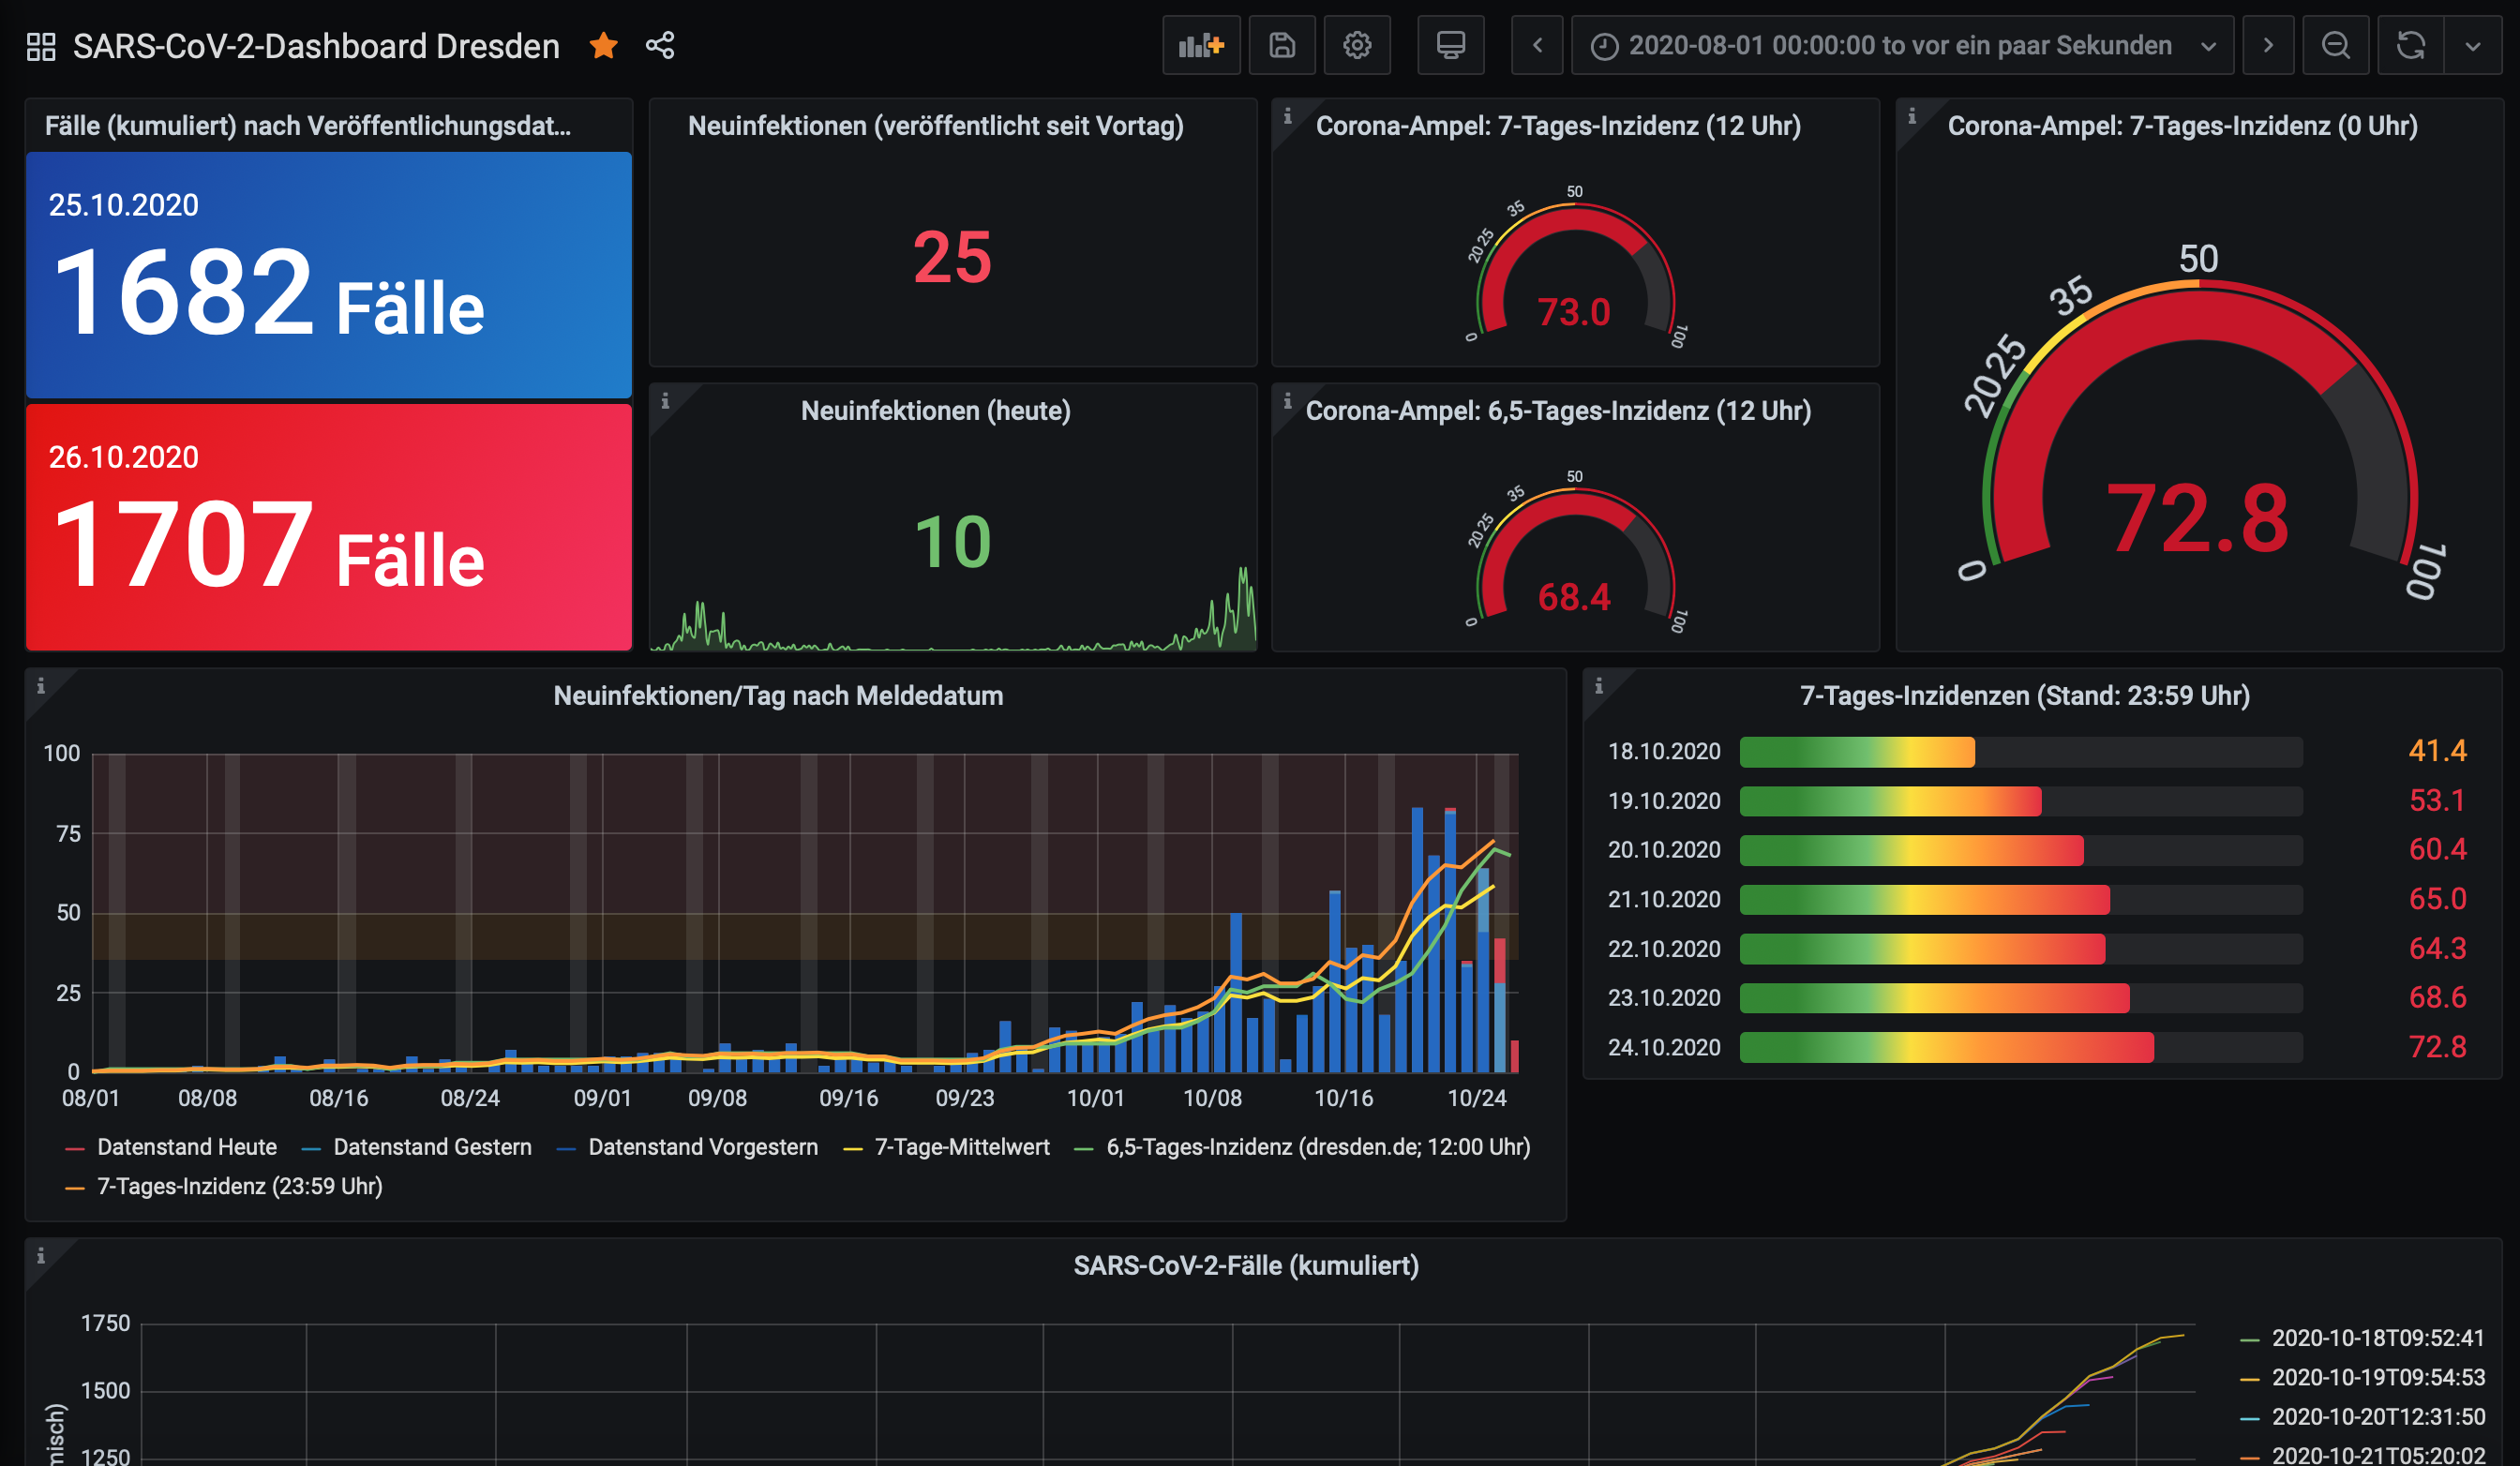 SARS-CoV-2-Dashboard Dresden
2020-08-01 00:00:00 to vor ein paar Sekunden
Fälle (kumuliert) nach Veröffentlichungsdat...
25.10.2020
1682 Fälle
26.10.2020
1707 Fälle
Neuinfektionen (veröffentlicht seit Vortag)
25
Neuinfektionen (heute)
10
Corona-Ampel: 7-Tages-Inzidenz (12 Uhr)
0 20 25 35 50 100
73.0
Corona-Ampel: 6,5-Tages-Inzidenz (12 Uhr)
0 20 25 35 50 100
68.4
Corona-Ampel: 7-Tages-Inzidenz (0 Uhr)
0 20 25 35 50 100
72.8
Neuinfektionen/Tag nach Meldedatum
100
75
50
25
0
08/01 08/08 08/16 08/24 09/01 09/08 09/16 09/23 10/01 10/08 10/16 10/24
Datenstand Heute Datenstand Gestern Datenstand Vorgestern 7-Tage-Mittelwert 6,5-Tages-Inzidenz (dresden.de; 12:00 Uhr)
7-Tages-Inzidenz (23:59 Uhr)
7-Tages-Inzidenzen (Stand: 23:59 Uhr)
18.10.2020 41.4
19.10.2020 53.1
20.10.2020 60.4
21.10.2020 65.0
22.10.2020 64.3
23.10.2020 68.6
24.10.2020 72.8
SARS-CoV-2-Fälle (kumuliert)
1750
1500
1250
misch)
2020-10-18T09:52:41
2020-10-19T09:54:53
2020-10-20T12:31:50
2020-10-21T05:20:02